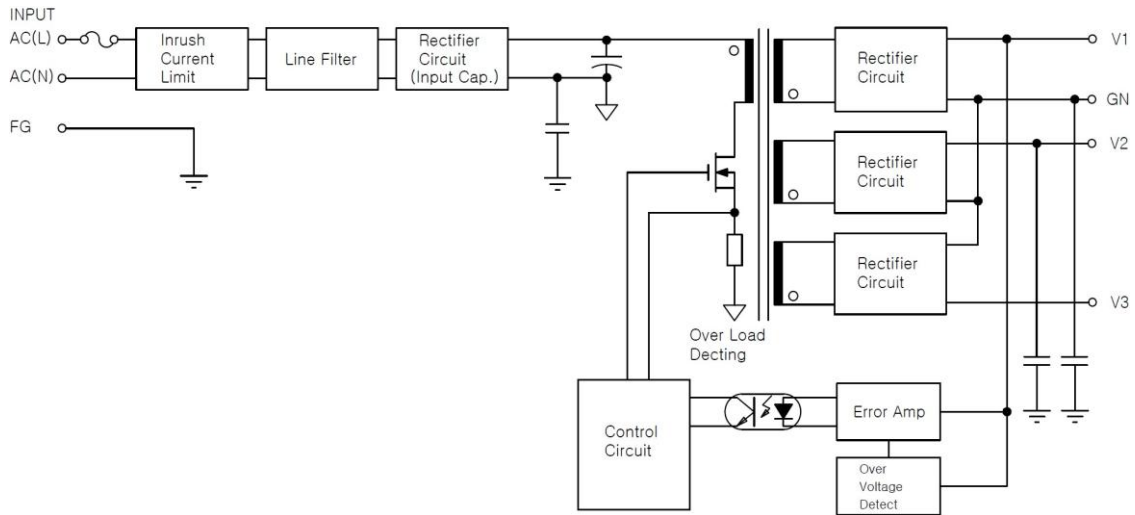 INPUT
AC(L)
AC(N)
FG
Inrush
Current
Limit
Line Filter
Rectifier
Circuit
(Input Cap.)
Rectifier
Circuit
Rectifier
Circuit
Rectifier
Circuit
V1
GN
V2
V3
Over Load
Decting
Control
Circuit
Error Amp
Over
Voltage
Detect